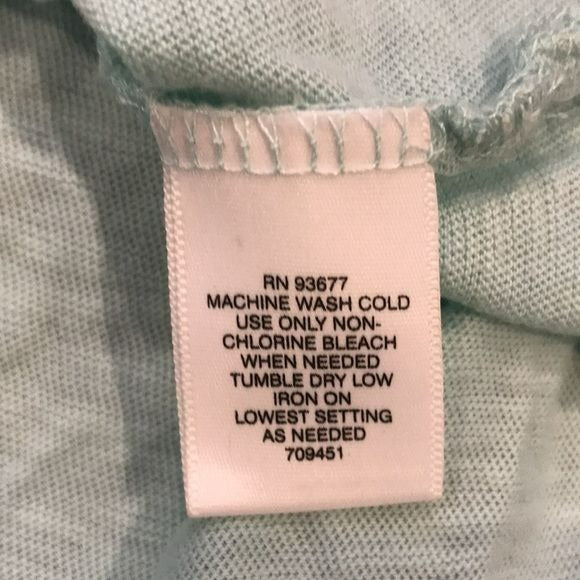 RN 93677
MACHINE WASH COLD
USE ONLY NON-
CHLORINE BLEACH
WHEN NEEDED
TUMBLE DRY LOW
IRON ON
LOWEST SETTING
AS NEEDED
709451